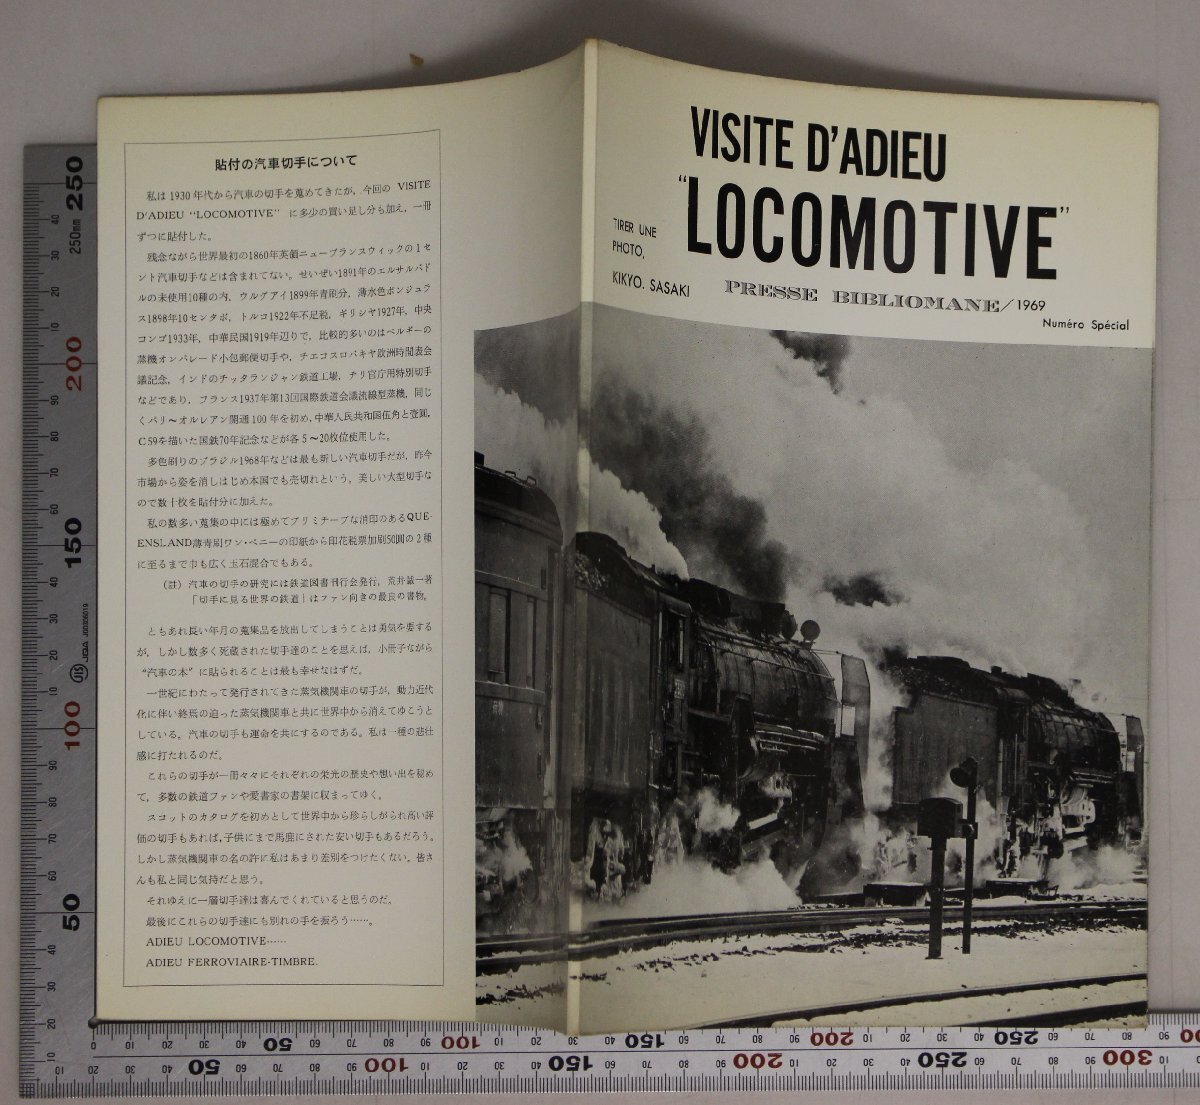 貼付の汽車切手について
私は1930年代から汽車の切手を蒐めてきたが,今回の VISITE
D'ADIEU "LOCOMOTIVE" に多少の買い足し分も加え,一冊
ずつに貼付した。
残念ながら世界最初の1860年英領ニューブランスウィックの1セ
ント汽車切手などは含まれてない。せいぜい1891年のエルサルバド
ルの未使用10種の内,ウルグアイ1899年青刷分,薄水色ホンジュラ
ス1898年10センタボ,トルコ1922年不足税,ギリシヤ1927年,中央
コンゴ1933年,中華民国1919年辺りで,比較的多いのはベルギーの
蒸機オンパレード小包郵便切手や,チエコスロバキヤ欧洲時間表会
議記念,インドのチッタランジャン鉄道工場,チリ官庁用特別切手
などであり,フランス1937年第13回国際鉄道会議流線型蒸機,同じ
くパリ〜オルレアン開通100年を初め,中華人民共和国伍角と壹圓,
C59を描いた国鉄70年記念などが各5〜20枚位使用した。
多色刷りのブラジル1968年などは最も新しい汽車切手だが,昨今
市場から姿を消しはじめ本国でも売切れという,美しい大型切手な
ので数十枚を貼付分に加えた。
私の数多い蒐集の中には極めてプリミチーブな消印のあるQUE-
ENSLAND薄青刷ワン・ペニーの印紙から印花税票加刷50圓の2種
に至るまで巾も広く玉石混合でもある。
(註) 汽車の切手の研究には鉄道図書刊行会発行,荒井誠一著
「切手に見る世界の鉄道」はファン向きの最良の書物。
ともあれ長い年月の蒐集品を放出してしまうことは勇気を要する
が,しかし数多く死蔵された切手達のことを思えば,小冊子ながら
"汽車の本"に貼られることは最も幸せなはずだ。
一世紀にわたって発行されてきた蒸気機関車の切手が,動力近代
化に伴い終焉の迫った蒸気機関車と共に世界中から消えてゆこうと
している。汽車の切手も運命を共にするのである。私は一種の悲壮
感に打たれるのだ。
これらの切手が一冊々々にそれぞれの栄光の歴史や想い出を秘め
て,多数の鉄道ファンや愛書家の書架に収まってゆく。
スコットのカタログを初めとして世界中から珍らしがられ高い評
価の切手もあれば,子供にまで馬鹿にされた安い切手もあるだろう。
しかし蒸気機関車の名の許に私はあまり差別をつけたくない。皆さ
んも私と同じ気持だと思う。
それゆえに一層切手達は喜んでくれていると思うのだ。
最後にこれらの切手達にも別れの手を振ろう……。
ADIEU LOCOMOTIVE……
ADIEU FERROVIAIRE-TIMBRE.
VISITE D'ADIEU
"LOCOMOTIVE"
TIRER UNE
PHOTO,
KIKYO. SASAKI
PRESSE BIBLIOMANE/1969
Numéro Spécial